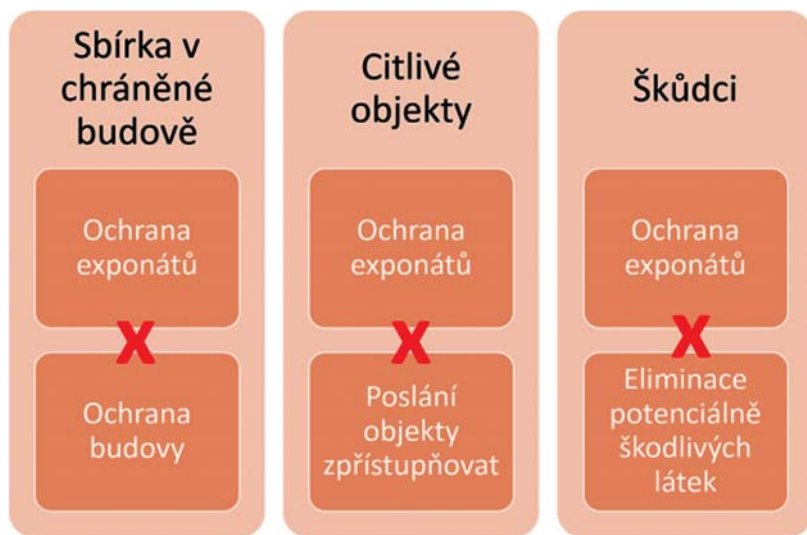 Sbírka v
chráněné
budově
Ochrana
exponátů
X
Ochrana
budovy
Citlivé
objekty
Ochrana
exponátů
X
Poslání
objekty
zpřístupňovat
Škůdci
Ochrana
exponátů
X
Eliminace
potenciálně
škodlivých
látek